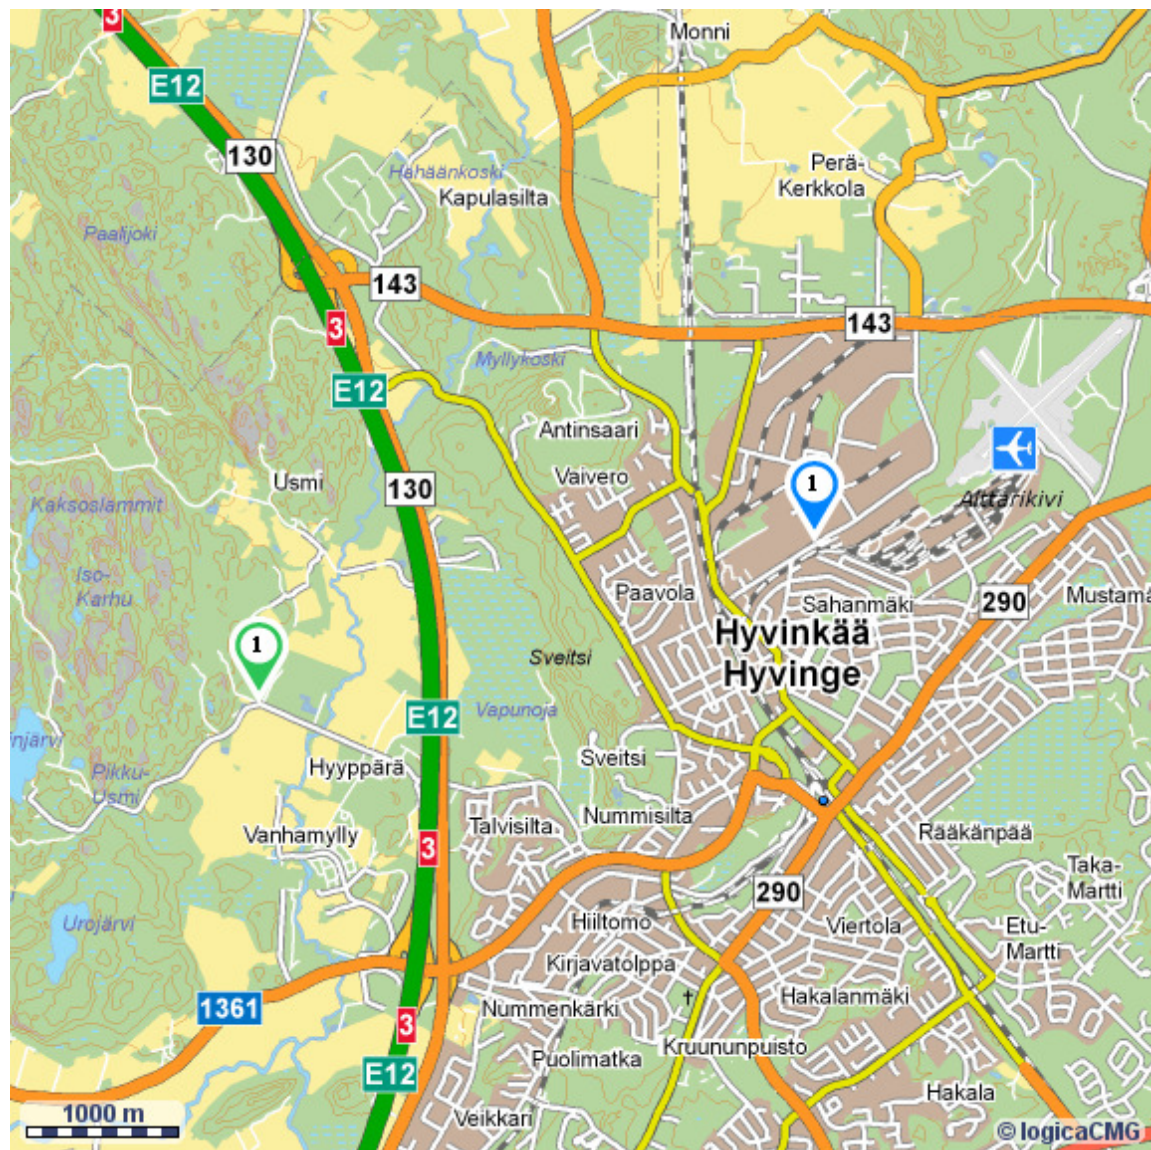 3
Monni
E12
130
Hahäänkoski
Kapulasilta
Perä-
Kerkkola
Paalijoki
143
3
143
Myllykoski
E12
Antinsaari
Vaivero
Usmi
130
1
Kaksoslammit
Alttarikivi
Iso-
Karhu
Paavola
Sahanmäki
290
Mustamä
1
Hyvinkää
Hyvinge
Sveitsi
Vapunoja
E12
injärvi
Pikku-
Usmi
Hyyppärä
Sveitsi
Nummisilta
Talvisilta
Vanhamylly
3
Rääkänpää
Taka-
Martti
290
Urojärvi
Hiiltomo
Viertola
Etu-
Martti
Kirjavatolppa
1361
Nummenkärki
Hakalanmäki
3
Puolimatka
Kruununpuisto
E12
Hakala
1000 m
Veikkari
© logicaCMG